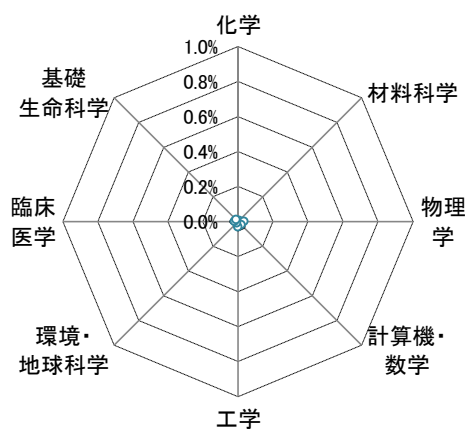 化学
1.0%
0.8%
0.6%
0.4%
0.2%
0.0%
材料科学
物理
学
計算機・
数学
工学
環境・
地球科学
臨床
医学
基礎
生命科学